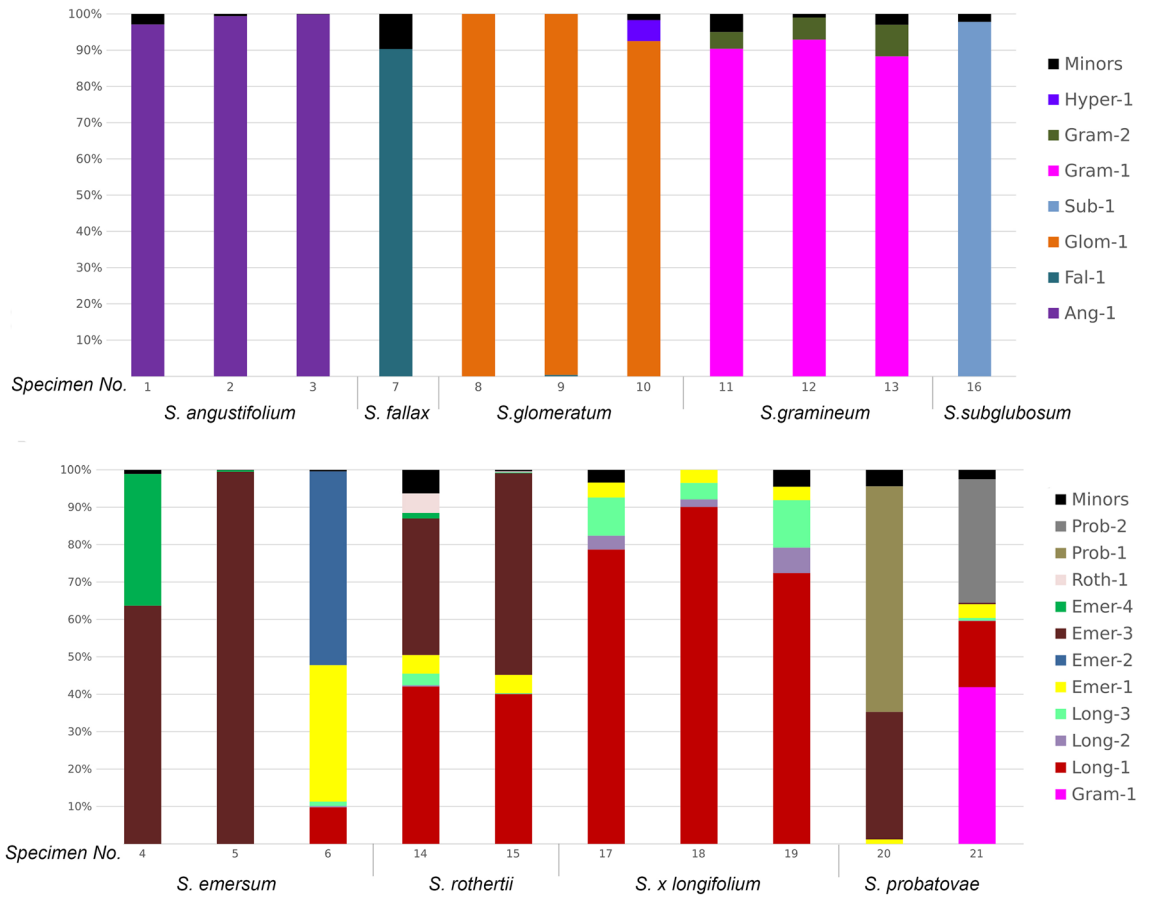 100%
90%
80%
70%
60%
50%
40%
30%
20%
10%
Minors
Hyper-1
Gram-2
Gram-1
Sub-1
Glom-1
Fal-1
Ang-1
Specimen No. 1 2 3 7 8 9 10 11 12 13 16
S. angustifolium S. fallax S.glomeratum S.gramineum S.subglubosum
100%
90%
80%
70%
60%
50%
40%
30%
20%
10%
Minors
Prob-2
Prob-1
Roth-1
Emer-4
Emer-3
Emer-2
Emer-1
Long-3
Long-2
Long-1
Gram-1
Specimen No. 4 5 6 14 15 17 18 19 20 21
S. emersum S. rothertii S. x longifolium S. probatovae